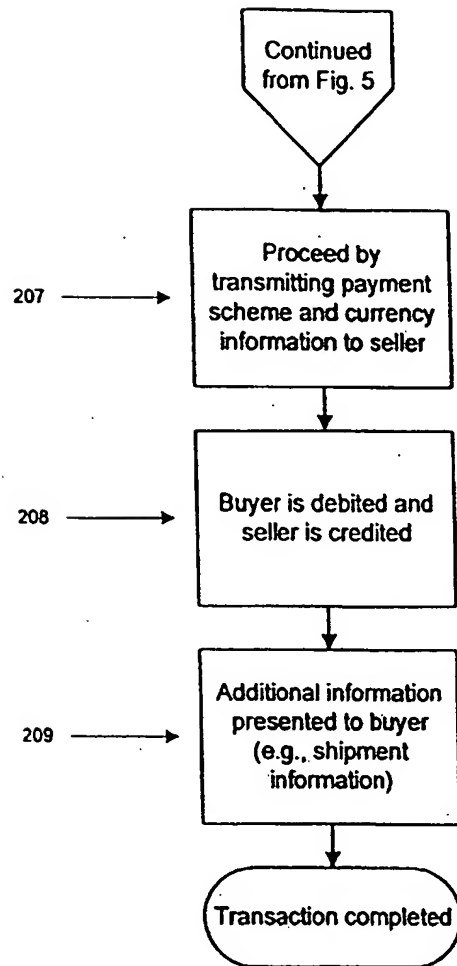 Continued
from Fig. 5
207
Proceed by
transmitting payment
scheme and currency
information to seller
208
Buyer is debited and
seller is credited
209
Additional information
presented to buyer
(e.g., shipment
information)
Transaction completed